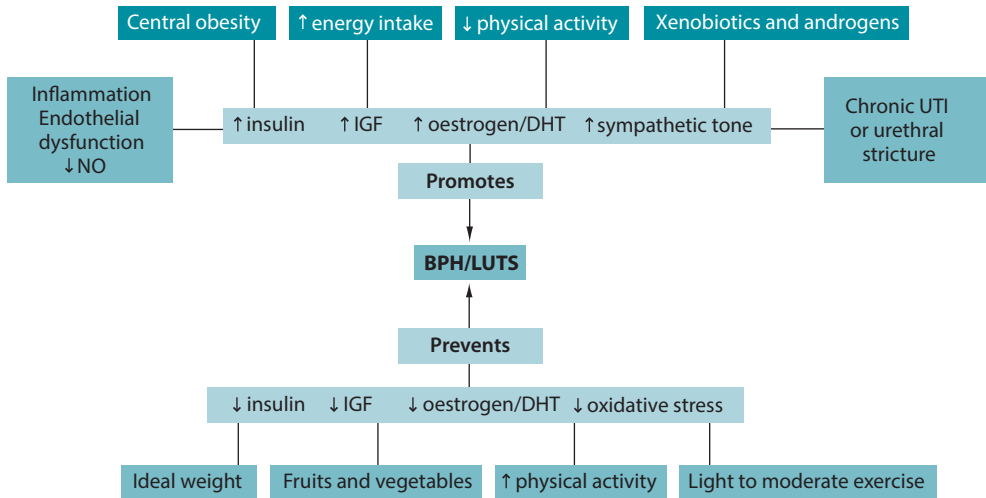 Central obesity
↑ energy intake
↓ physical activity
Xenobiotics and androgens
Inflammation
Endothelial
dysfunction
↓ NO
↑ insulin ↑ IGF ↑ oestrogen/DHT ↑ sympathetic tone
Chronic UTI
or urethral
stricture
Promotes
BPH/LUTS
Prevents
↓ insulin ↓ IGF ↓ oestrogen/DHT ↓ oxidative stress
Ideal weight
Fruits and vegetables
↑ physical activity
Light to moderate exercise